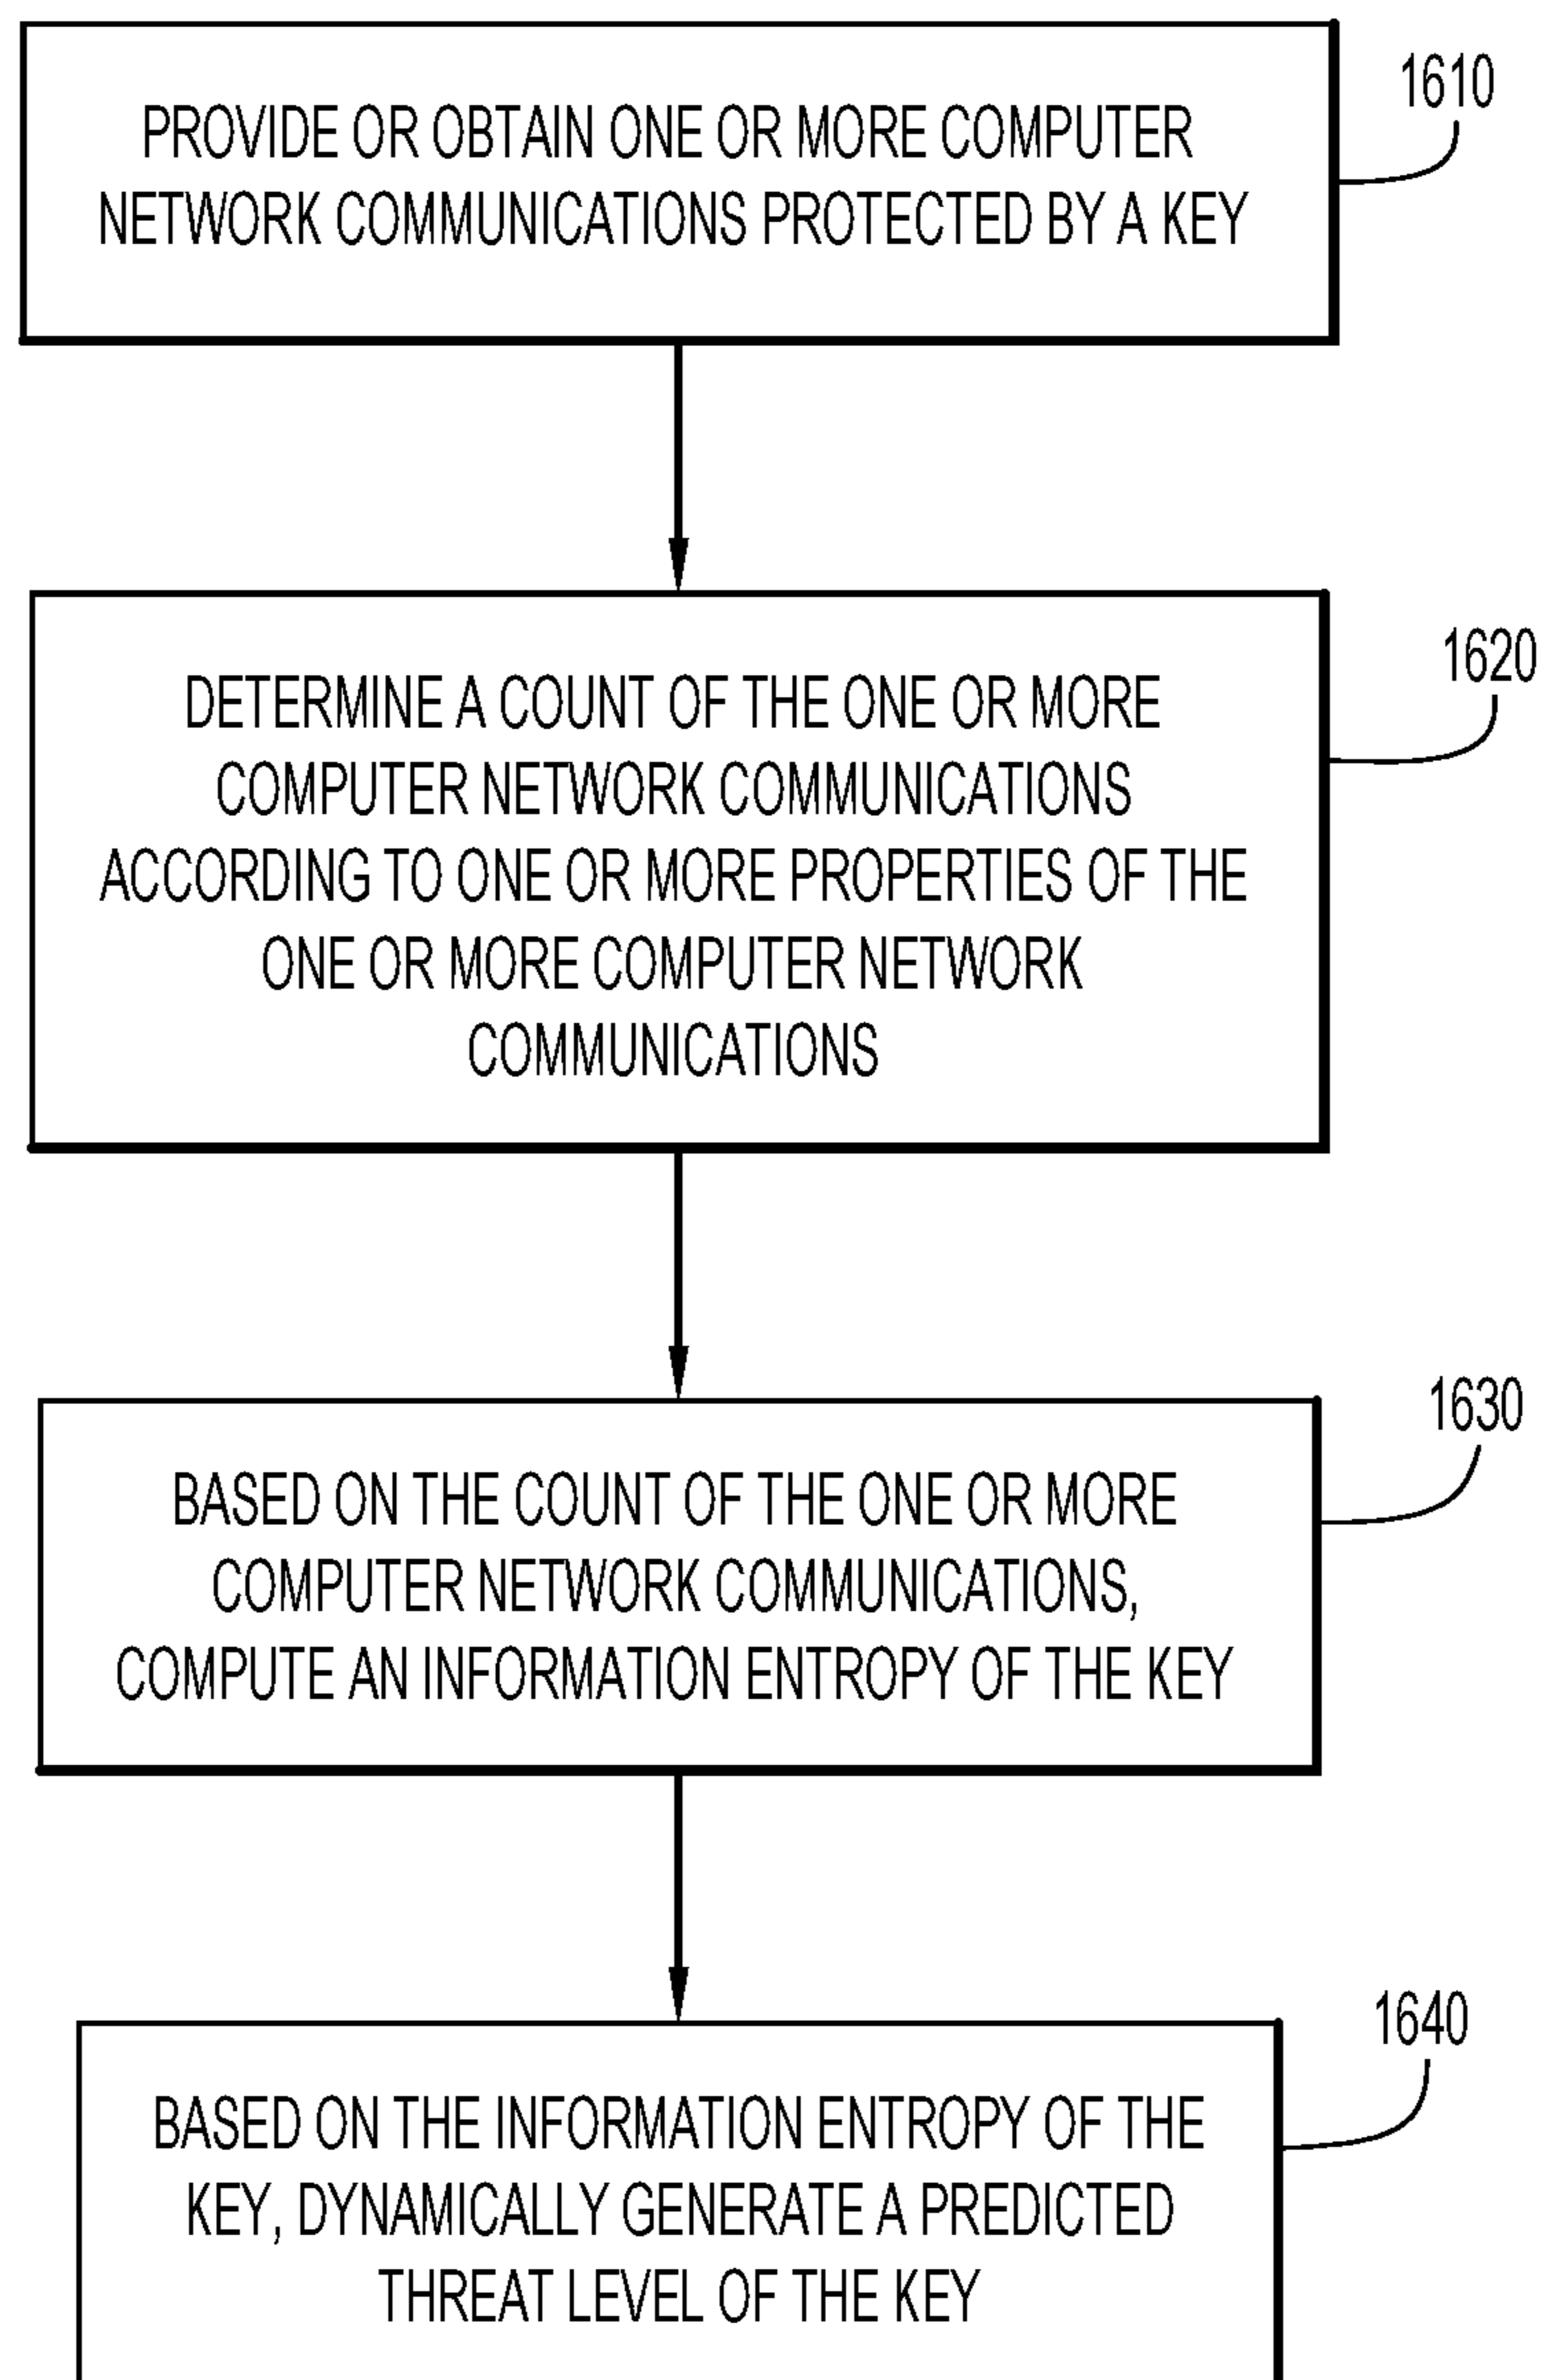 1610
PROVIDE OR OBTAIN ONE OR MORE COMPUTER
NETWORK COMMUNICATIONS PROTECTED BY A KEY
1620
DETERMINE A COUNT OF THE ONE OR MORE
COMPUTER NETWORK COMMUNICATIONS
ACCORDING TO ONE OR MORE PROPERTIES OF THE
ONE OR MORE COMPUTER NETWORK
COMMUNICATIONS
1630
BASED ON THE COUNT OF THE ONE OR MORE
COMPUTER NETWORK COMMUNICATIONS,
COMPUTE AN INFORMATION ENTROPY OF THE KEY
1640
BASED ON THE INFORMATION ENTROPY OF THE
KEY, DYNAMICALLY GENERATE A PREDICTED
THREAT LEVEL OF THE KEY